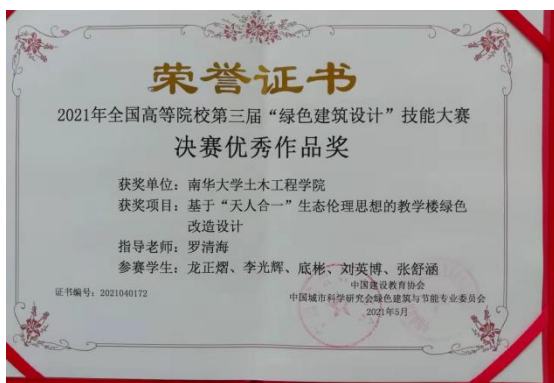 荣誉证书
2021年全国高等院校第三届“绿色建筑设计”技能大赛
决赛优秀作品奖
获奖单位：南华大学土木工程学院
获奖项目：基于“天人合一”生态伦理思想的教学楼绿色
改造设计
指导老师：罗清海
参赛学生：龙正熠、李光辉、底彬、刘英博、张舒涵
中国建设教育协会
证书编号：2021040172
中国城市科学研究会绿色建筑与节能专业委员会
2021年5月